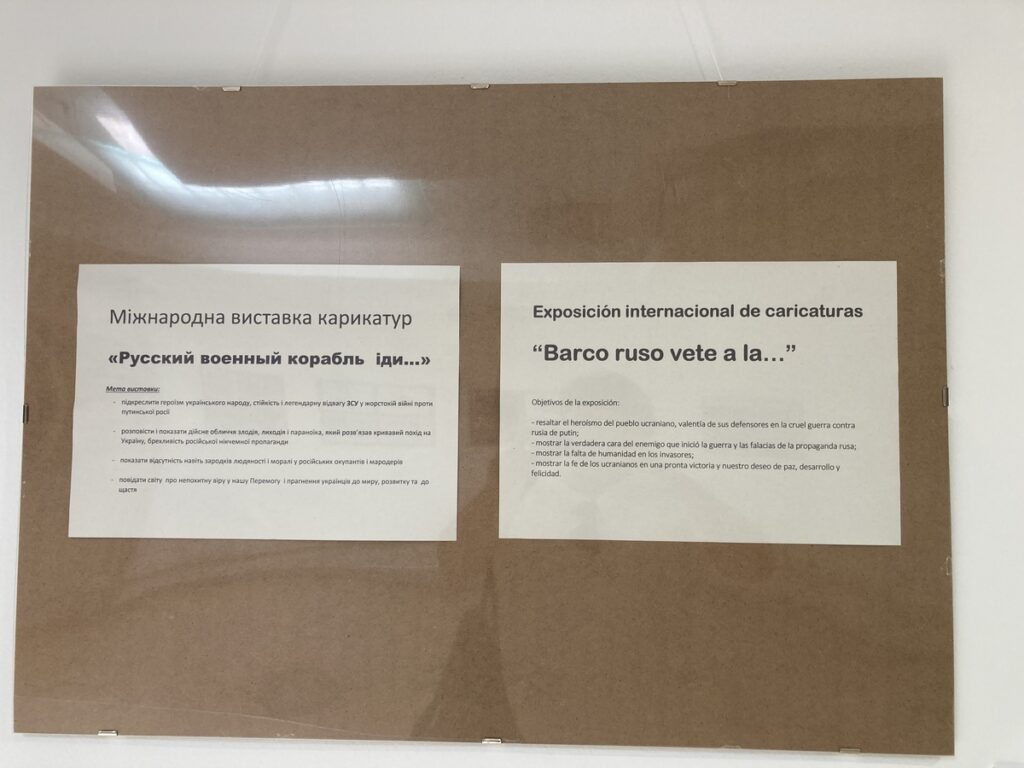 Міжнародна виставка карикатур
«Русский военный корабль іди...»
Мета виставки:
- підкреслити героїзм українського народу, стійкість і легендарну відвагу ЗСУ у жорстокій війні проти
путинської росії
- розповісти і показати дійсне обличчя злодія, лиходія і параноїка, який розв'язав кривавий похід на
Україну, брехливість російської нікчемної пропаганди
- показати відсутність навіть зародків людяності і моралі у російських окупантів і мародерів
- повідати світу про непохитну віру у нашу Перемогу і прагнення українців до миру, розвитку та до
щастя
Exposición internacional de caricaturas
“Barco ruso vete a la...”
Objetivos de la exposición:
- resaltar el heroísmo del pueblo ucraniano, valentía de sus defensores en la cruel guerra contra
rusia de putin;
- mostrar la verdadera cara del enemigo que inició la guerra y las falacias de la propaganda rusa;
- mostrar la falta de humanidad en los invasores;
- mostrar la fe de los ucranianos en una pronta victoria y nuestro deseo de paz, desarrollo y
felicidad.